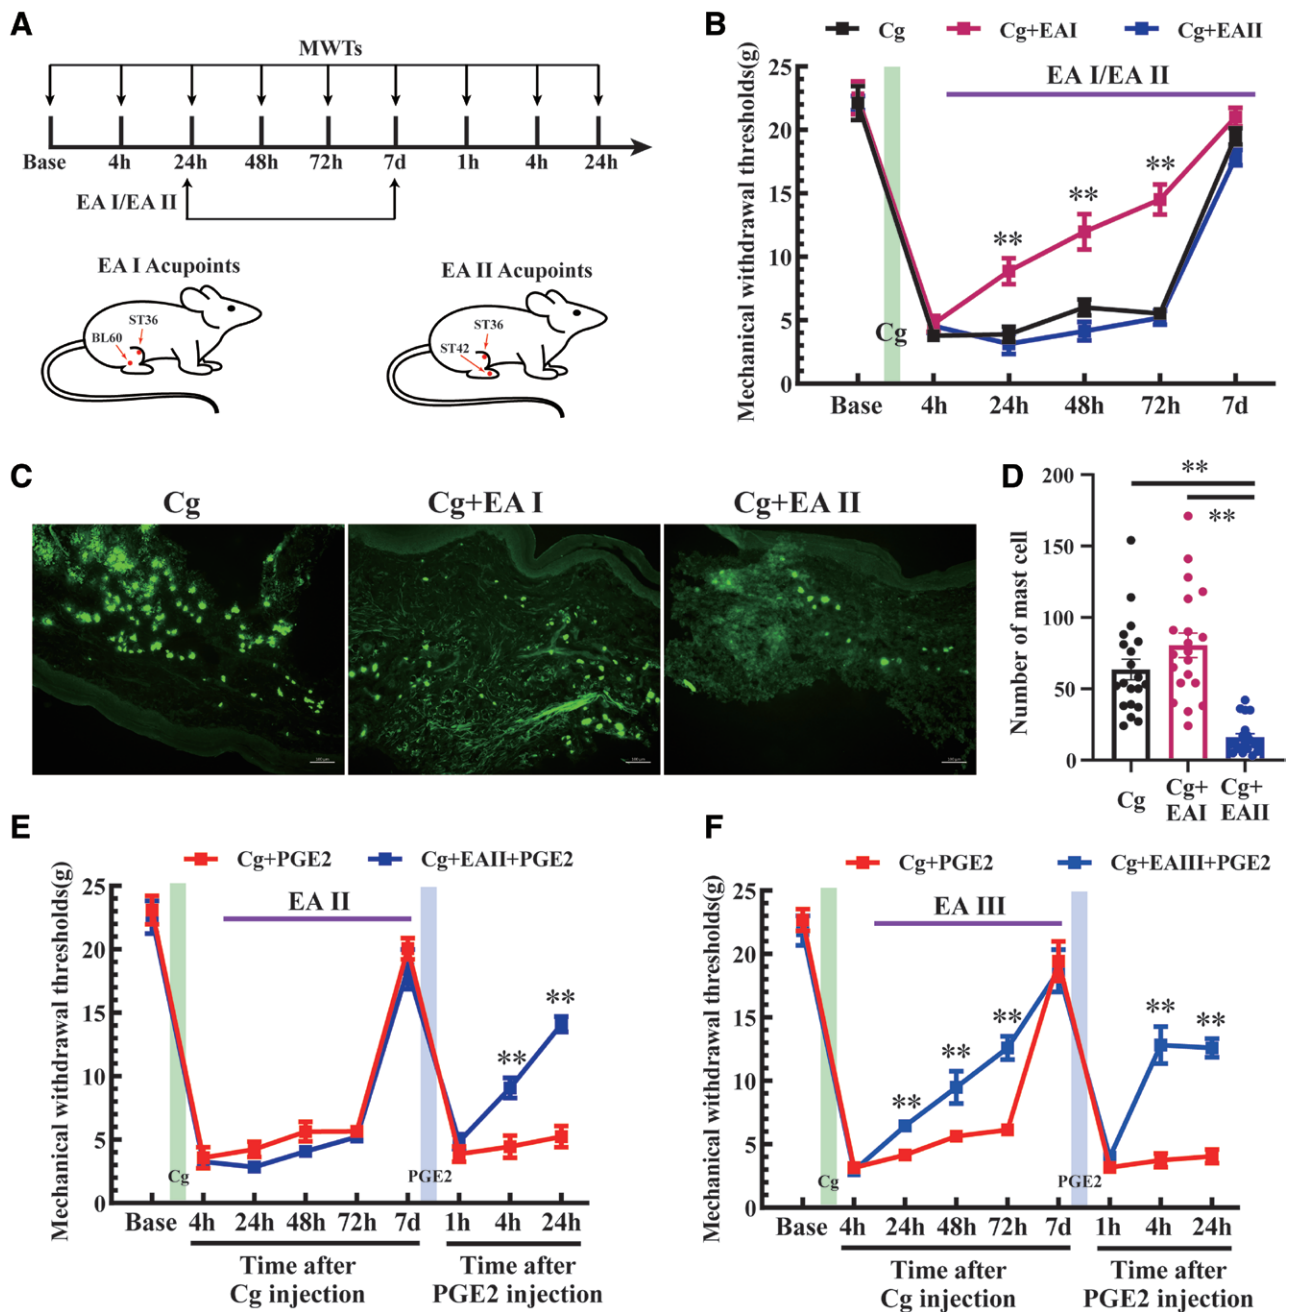 A
MWTs
Base 4h 24h 48h 72h 7d 1h 4h 24h
EA I/EA II
EA I Acupoints
ST36
BL60
EA II Acupoints
ST36
ST42
B
Cg Cg+EAI Cg+EAII
Mechanical withdrawal thresholds(g)
25
20
15
10
5
0
EA I/EA II
**
**
**
Cg
Base 4h 24h 48h 72h 7d
C
Cg Cg+EA I Cg+EA II
D
Number of mast cell
200
150
100
50
0
**
**
Cg
Cg+
EAI
Cg+
EAII
E
Cg+PGE2 Cg+EAII+PGE2
Mechanical withdrawal thresholds(g)
25
20
15
10
5
0
EA II
**
**
Cg
PGE2
Base 4h 24h 48h 72h 7d 1h 4h 24h
Time after
Cg injection
Time after
PGE2 injection
F
Cg+PGE2 Cg+EAIII+PGE2
Mechanical withdrawal thresholds(g)
25
20
15
10
5
0
EA III
**
**
**
**
**
Cg
PGE2
Base 4h 24h 48h 72h 7d 1h 4h 24h
Time after
Cg injection
Time after
PGE2 injection